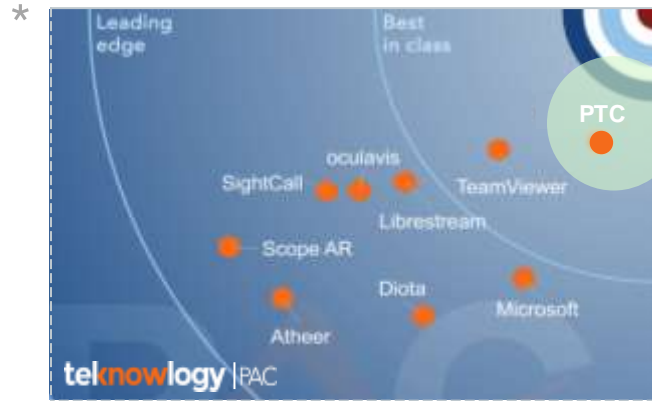 *
Leading
edge
Best
in class
PTC
oculavis
SightCall
TeamViewer
Librestream
Scope AR
Diota
Microsoft
Atheer
teknowlogy |PAC